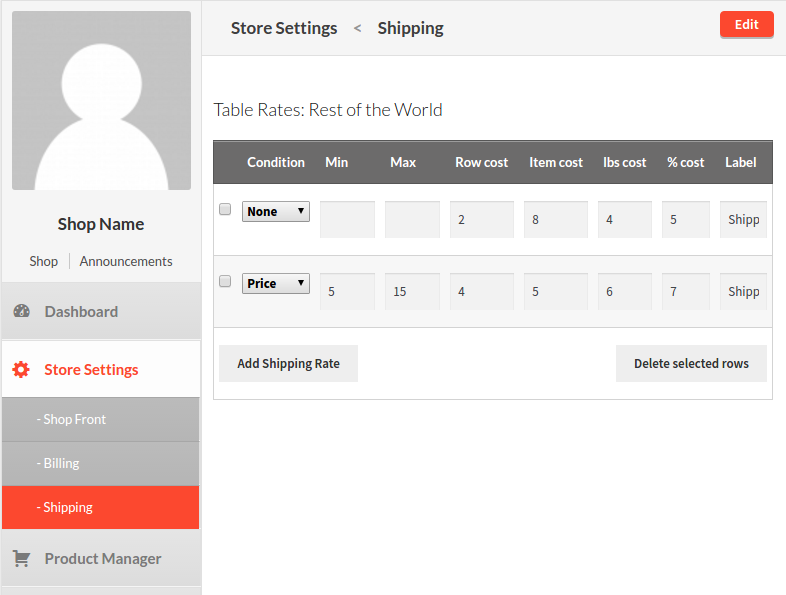 Store Settings < Shipping
Edit
Shop Name
Shop
Announcements
Dashboard
Store Settings
- Shop Front
- Billing
- Shipping
Product Manager
Table Rates: Rest of the World
Condition Min Max Row cost Item cost lbs cost % cost Label
None 2 8 4 5 Shipp
Price 5 15 4 5 6 7 Shipp
Add Shipping Rate
Delete selected rows